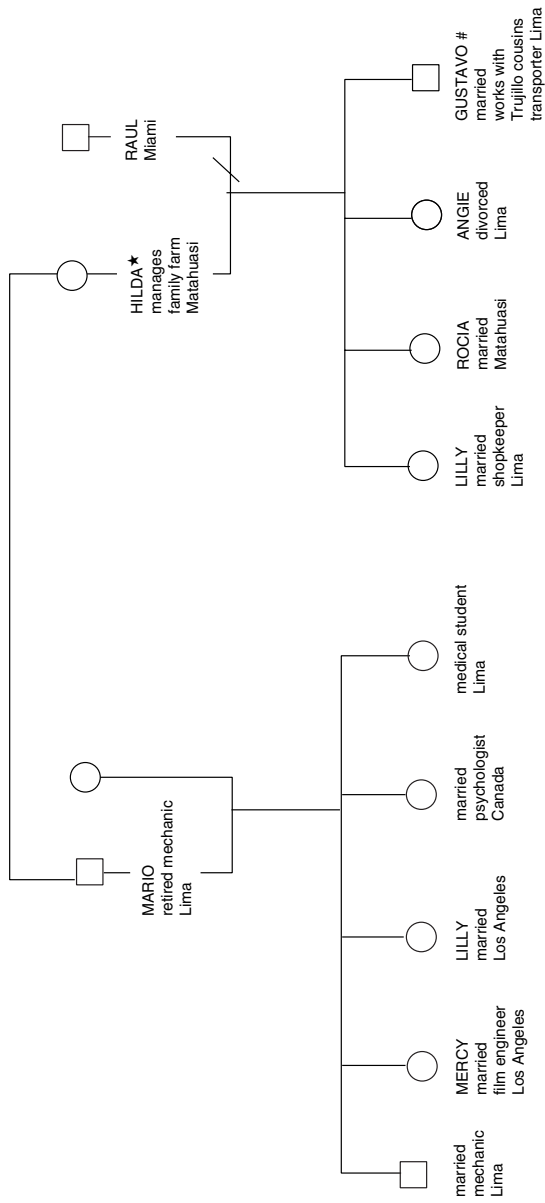 MARIO
retired mechanic
Lima
HILDA★
manages
family farm
Matahuasi
RAUL
Miami
married
mechanic
Lima
MERCY
married
film engineer
Los Angeles
LILLY
married
Los Angeles
married
psychologist
Canada
medical student
Lima
LILLY
married
shopkeeper
Lima
ROCIA
married
Matahuasi
ANGIE
divorced
Lima
GUSTAVO #
married
works with
Trujillo cousins
transporter Lima